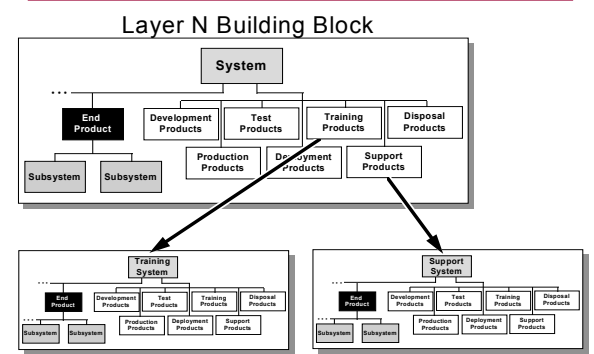 Layer N Building Block
System
...
End
Product
Development
Products
Test
Products
Training
Products
Disposal
Products
Subsystem
Subsystem
Production
Products
Deployment
Products
Support
Products
Training
System
...
End
Product
Development
Products
Test
Products
Training
Products
Disposal
Products
...
Subsystem
Subsystem
Production
Products
Deployment
Products
Support
Products
Support
System
...
End
Product
Development
Products
Test
Products
Training
Products
Disposal
Products
...
Subsystem
Subsystem
Production
Products
Deployment
Products
Support
Products